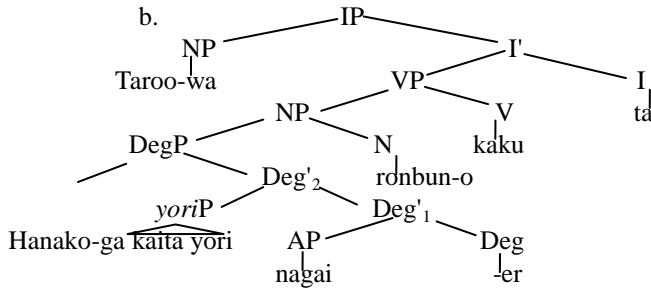 b. IP
NP I'
Taroo-wa VP I
NP V ta
DegP N kaku
Deg'₂ ronbun-o
yoriP Deg'₁
Hanako-ga kaita yori AP Deg
nagai -er